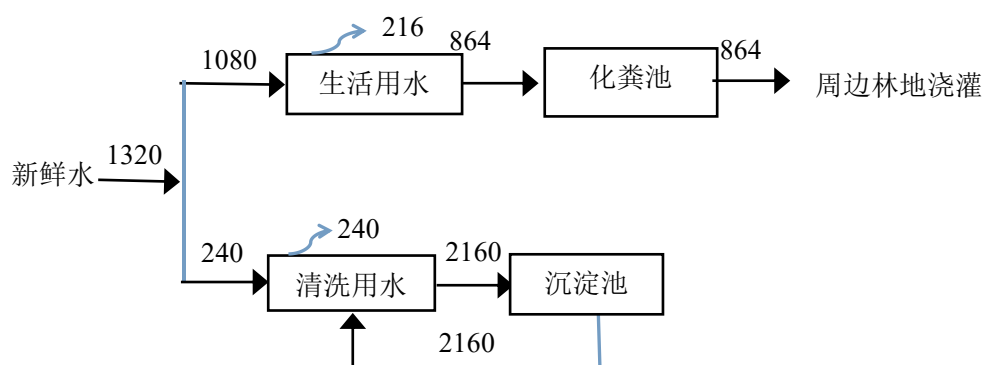 216
1080
864
864
生活用水
化粪池
周边林地浇灌
1320
新鲜水
240
240
2160
清洗用水
沉淀池
2160